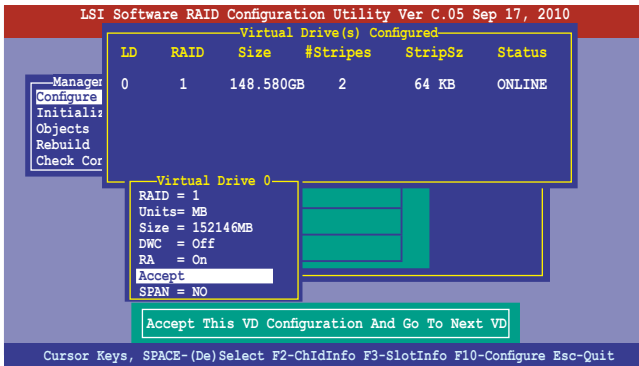 LSI Software RAID Configuration Utility Ver C.05 Sep 17, 2010
Virtual Drive(s) Configured
LD RAID Size #Stripes StripSz Status
0 1 148.580GB 2 64 KB ONLINE
Configure
Objects
Rebuild
Check
Virtual Drive 0
RAID = 1
Units= MB
Size = 152146MB
DWC = Off
RA = On
Accept
SPAN = NO
Accept This VD Configuration And Go To Next VD
Cursor Keys, SPACE-(De)Select F2-ChIdInfo F3-SlotInfo F10-Configure Esc-Quit